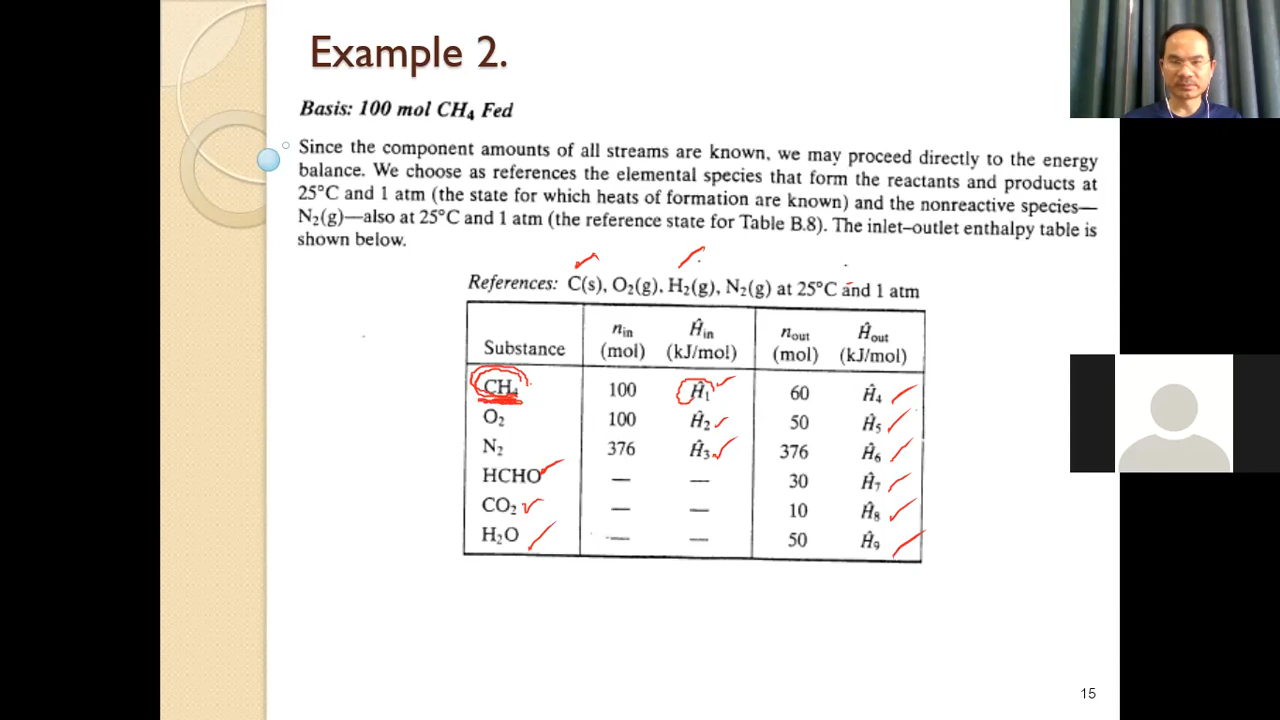 Example 2.
Basis: 100 mol CH₄ Fed
Since the component amounts of all streams are known, we may proceed directly to the energy
balance. We choose as references the elemental species that form the reactants and products at
25°C and 1 atm (the state for which heats of formation are known) and the nonreactive species—
N₂(g)—also at 25°C and 1 atm (the reference state for Table B.8). The inlet–outlet enthalpy table is
shown below.
References: C(s), O₂(g), H₂(g), N₂(g) at 25°C and 1 atm
Substance nᵢₙ (mol) Ĥᵢₙ (kJ/mol) nₒᵤₜ (mol) Ĥₒᵤₜ (kJ/mol)
CH₄ 100 Ĥ₁ 60 Ĥ₄
O₂ 100 Ĥ₂ 50 Ĥ₅
N₂ 376 Ĥ₃ 376 Ĥ₆
HCHO — — 30 Ĥ₇
CO₂ — — 10 Ĥ₈
H₂O — — 50 Ĥ₉
15